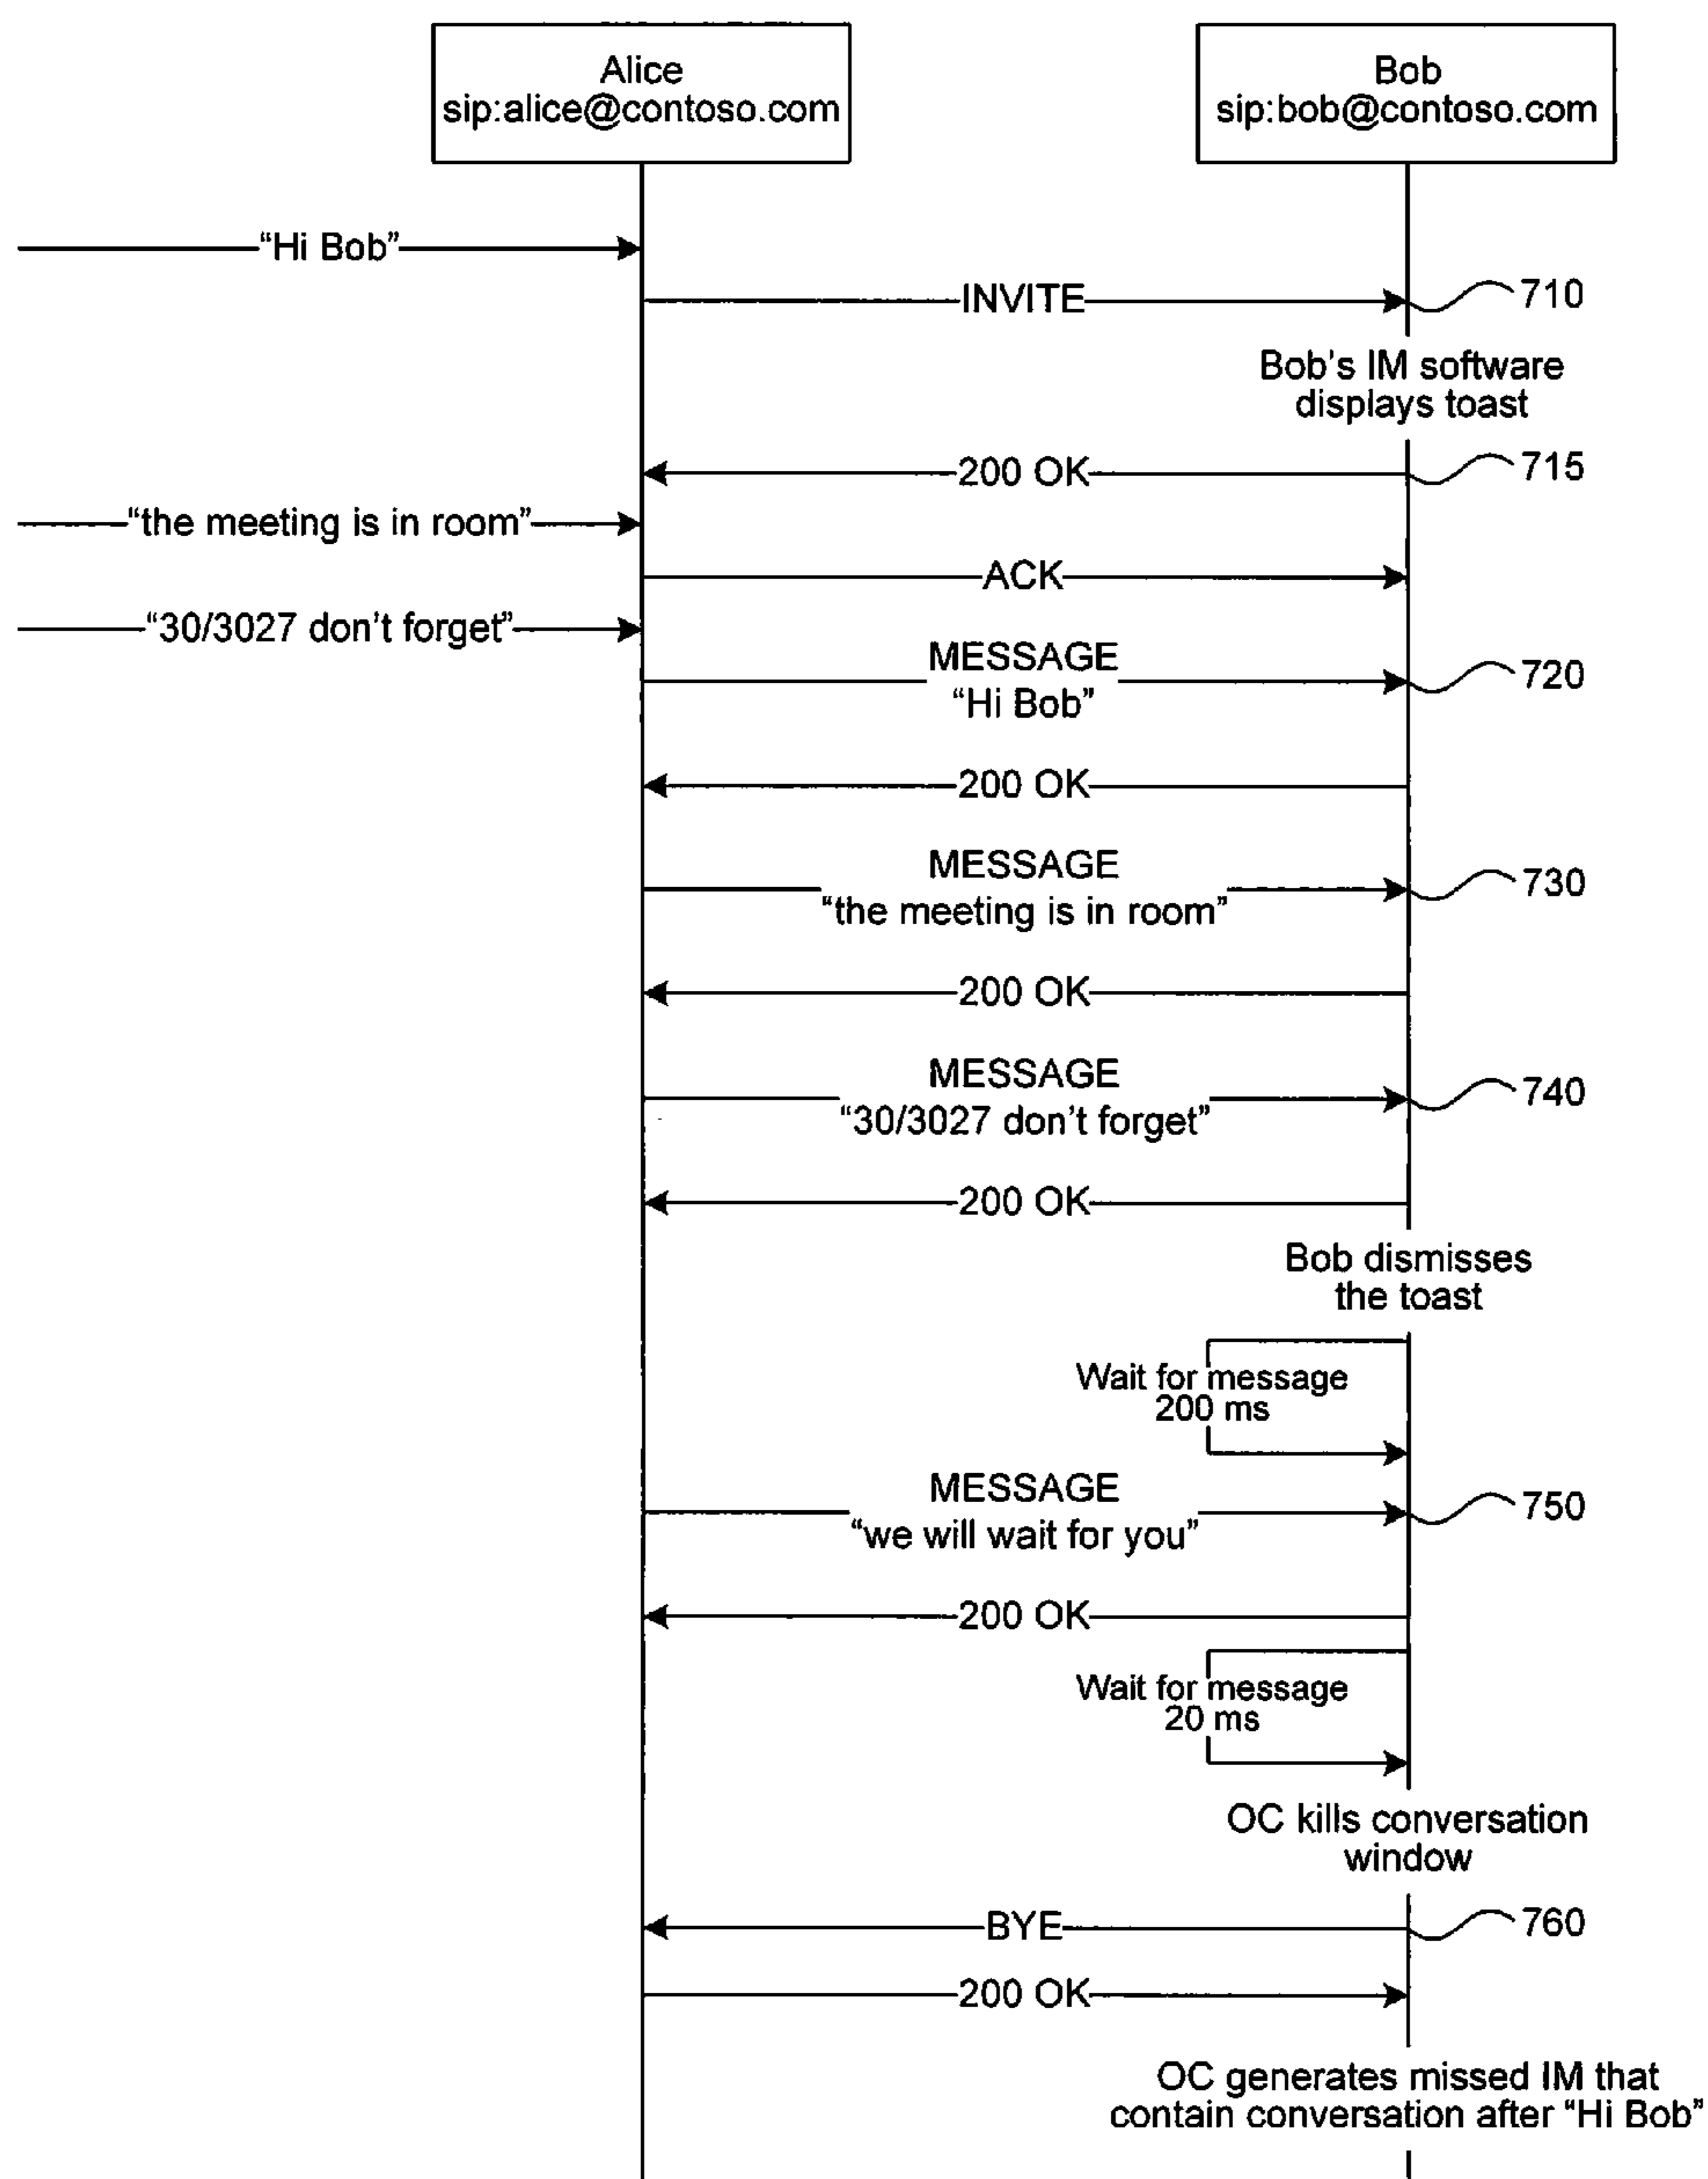 Alice
sip:alice@contoso.com
Bob
sip:bob@contoso.com
“Hi Bob”
INVITE
710
Bob's IM software
displays toast
200 OK
715
“the meeting is in room”
ACK
“30/3027 don't forget”
MESSAGE
“Hi Bob”
720
200 OK
MESSAGE
“the meeting is in room”
730
200 OK
MESSAGE
“30/3027 don't forget”
740
200 OK
Bob dismisses
the toast
Wait for message
200 ms
MESSAGE
“we will wait for you”
750
200 OK
Wait for message
20 ms
OC kills conversation
window
BYE
760
200 OK
OC generates missed IM that
contain conversation after “Hi Bob”